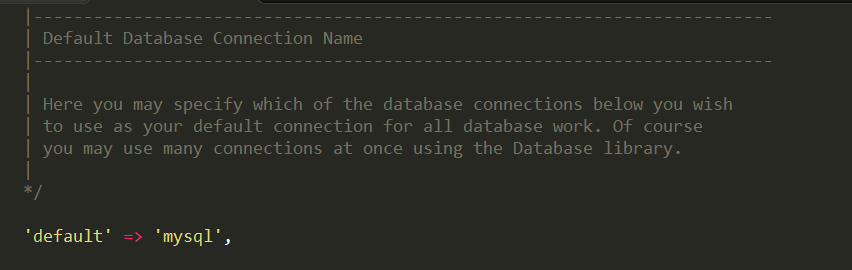 |--------------------------------------------------------------------------
| Default Database Connection Name
|--------------------------------------------------------------------------
|
| Here you may specify which of the database connections below you wish
| to use as your default connection for all database work. Of course
| you may use many connections at once using the Database library.
|
*/
'default' => 'mysql',